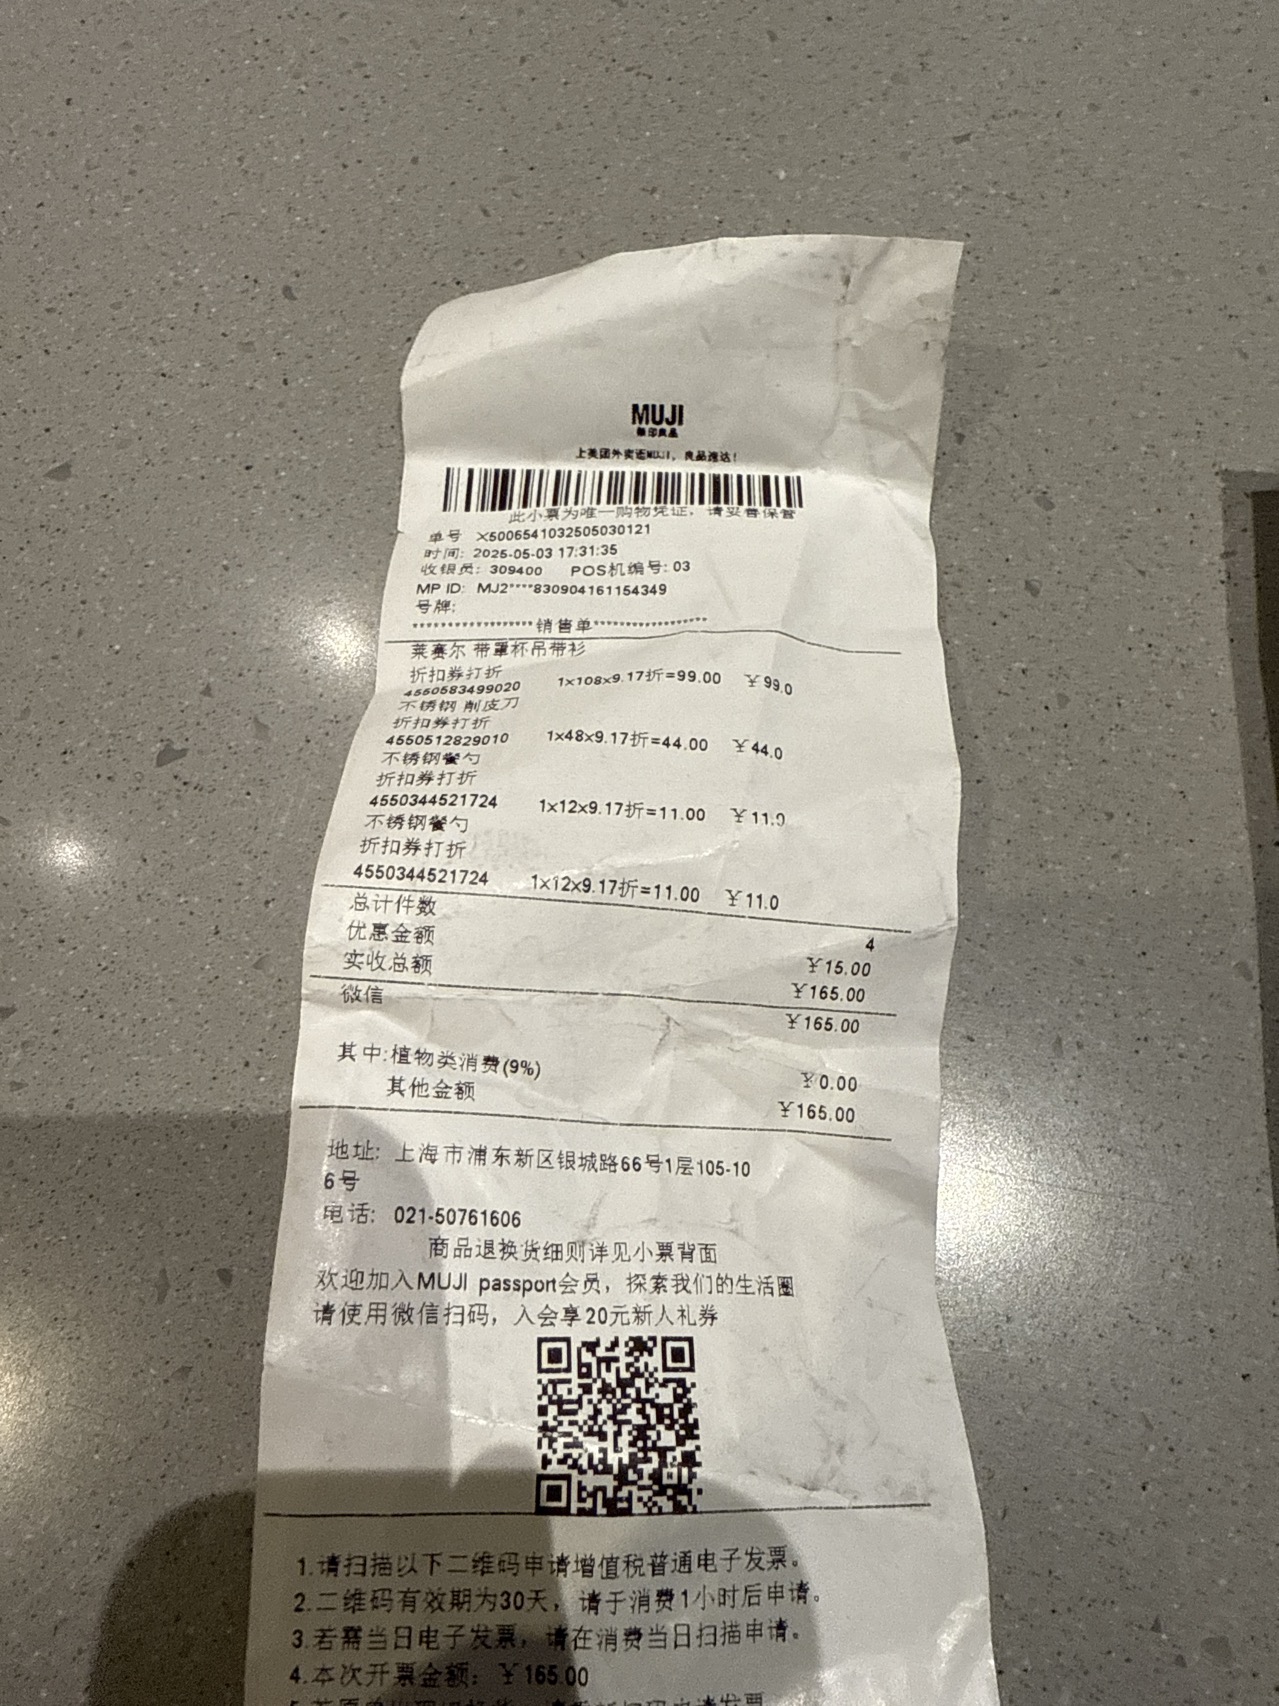 MUJI
無印良品
上美团外卖逛MUJI，良品速达！
此小票为唯一购物凭证，请妥善保管
单号 X5006541032505030121
时间: 2025-05-03 17:31:35
收银员: 309400 POS机编号: 03
MP ID: MJ2****830904161154349
号牌:
******************销售单*****************
莱赛尔 带罩杯吊带衫
折扣券打折
4550583499020 1x108x9.17折=99.00 ￥99.0
不锈钢 削皮刀
折扣券打折
4550512829010 1x48x9.17折=44.00 ￥44.0
不锈钢餐勺
折扣券打折
4550344521724 1x12x9.17折=11.00 ￥11.0
不锈钢餐勺
折扣券打折
4550344521724 1x12x9.17折=11.00 ￥11.0
总计件数 4
优惠金额 ￥15.00
实收总额 ￥165.00
微信 ￥165.00
其中:植物类消费(9%) ￥0.00
其他金额 ￥165.00
地址: 上海市浦东新区银城路66号1层105-10
6号
电话: 021-50761606
商品退换货细则详见小票背面
欢迎加入MUJI passport会员，探索我们的生活圈
请使用微信扫码，入会享20元新人礼券
1.请扫描以下二维码申请增值税普通电子发票。
2.二维码有效期为30天，请于消费1小时后申请。
3.若需当日电子发票，请在消费当日扫描申请。
4.本次开票金额: ￥165.00